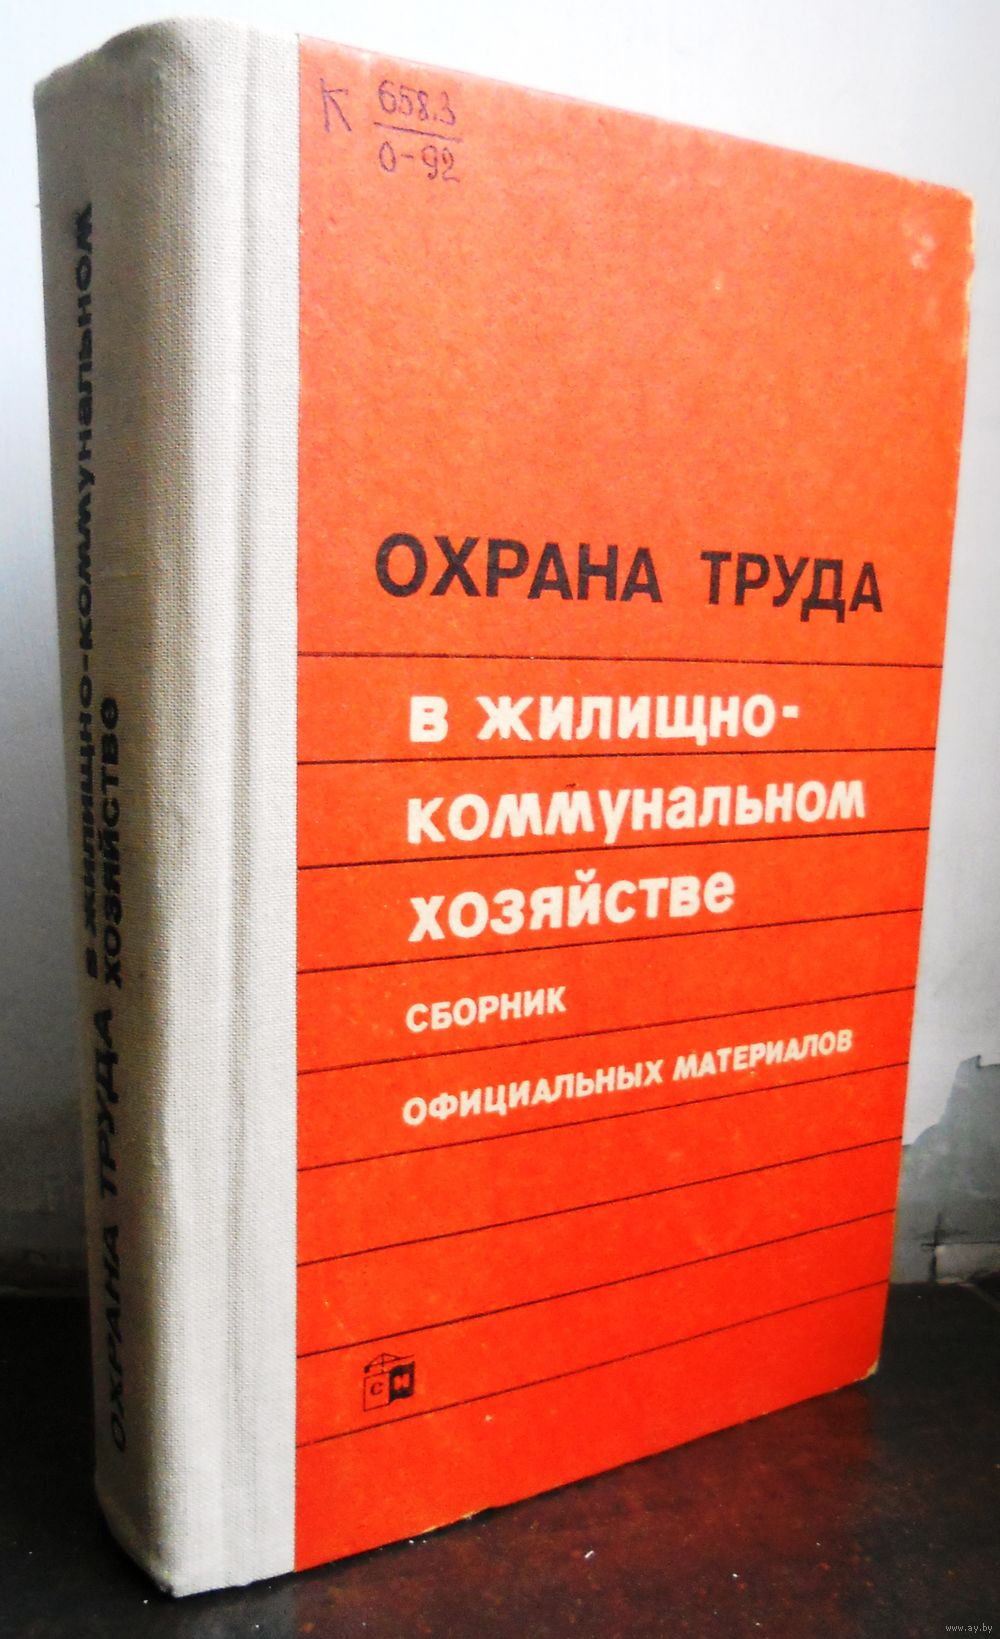 К 658.3
О-92
ОХРАНА ТРУДА
В ЖИЛИЩНО-
КОММУНАЛЬНОМ
ХОЗЯЙСТВЕ
СБОРНИК
ОФИЦИАЛЬНЫХ МАТЕРИАЛОВ
С И
ОХРАНА ТРУДА В ЖИЛИЩНО-КОММУНАЛЬНОМ
ХОЗЯЙСТВЕ
www.ay.by